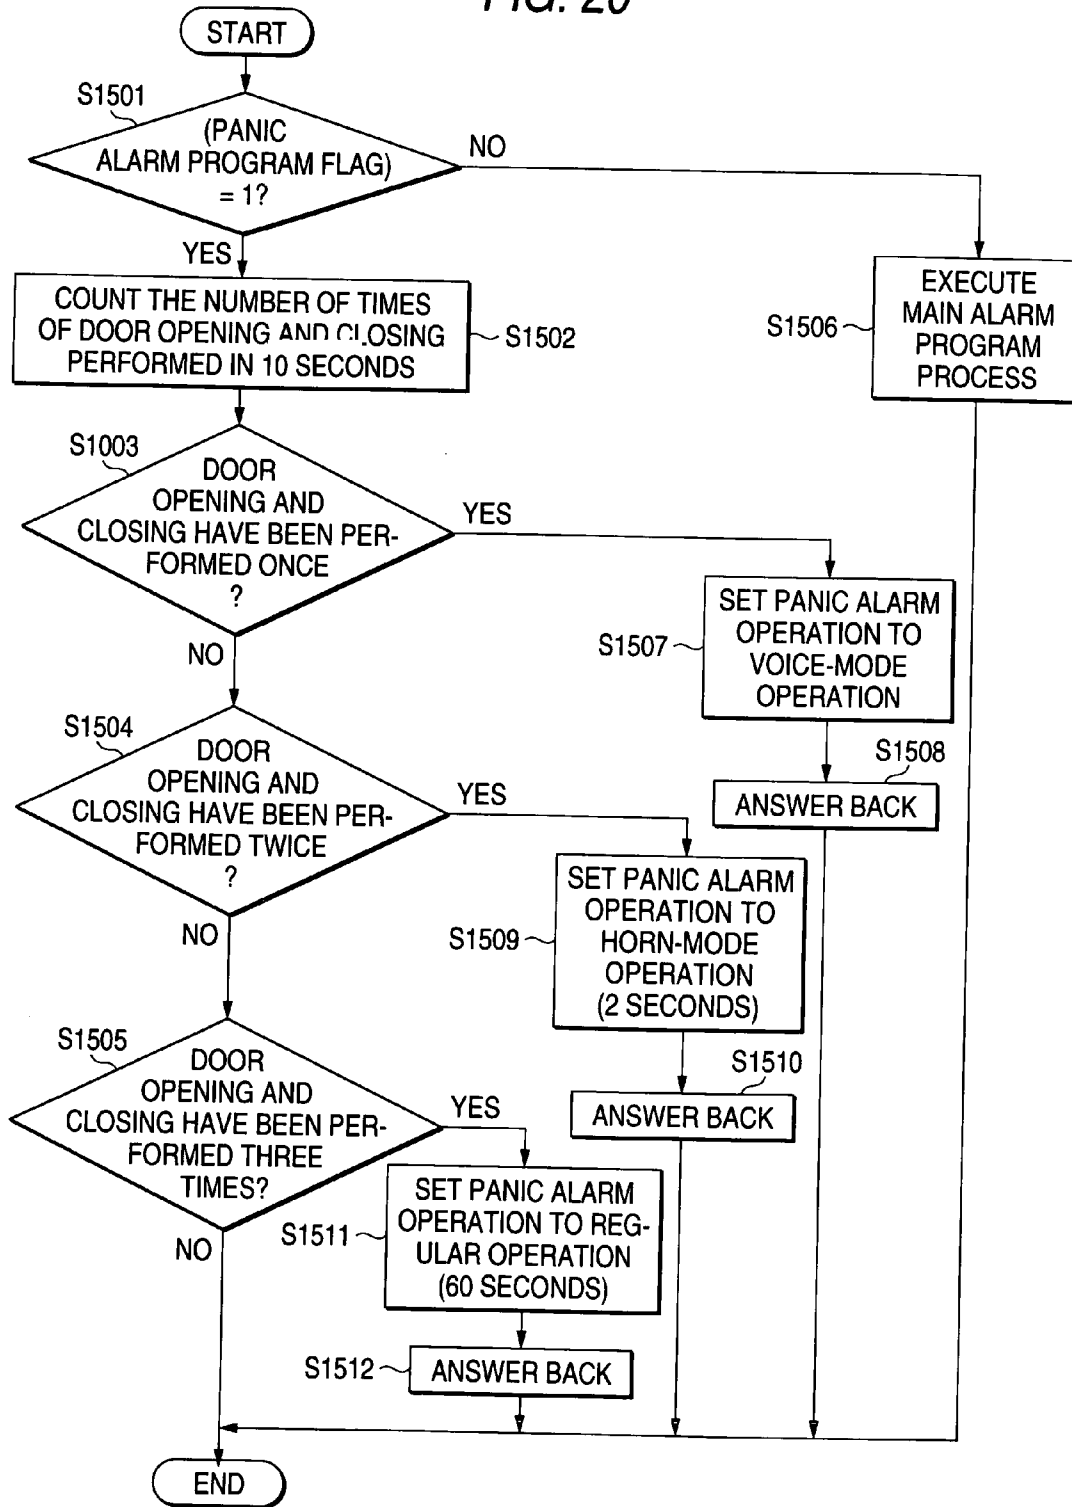 FIG. 20
START
S1501
(PANIC
ALARM PROGRAM FLAG)
= 1?
NO
YES
COUNT THE NUMBER OF TIMES
OF DOOR OPENING AND CLOSING
PERFORMED IN 10 SECONDS
S1502
S1506
EXECUTE
MAIN ALARM
PROGRAM
PROCESS
S1003
DOOR
OPENING AND
CLOSING HAVE BEEN PER-
FORMED ONCE
?
YES
NO
S1507
SET PANIC ALARM
OPERATION TO
VOICE-MODE
OPERATION
S1508
ANSWER BACK
S1504
DOOR
OPENING AND
CLOSING HAVE BEEN PER-
FORMED TWICE
?
YES
NO
S1509
SET PANIC ALARM
OPERATION TO
HORN-MODE
OPERATION
(2 SECONDS)
S1510
ANSWER BACK
S1505
DOOR
OPENING AND
CLOSING HAVE BEEN PER-
FORMED THREE
TIMES?
YES
NO
S1511
SET PANIC ALARM
OPERATION TO REG-
ULAR OPERATION
(60 SECONDS)
S1512
ANSWER BACK
END